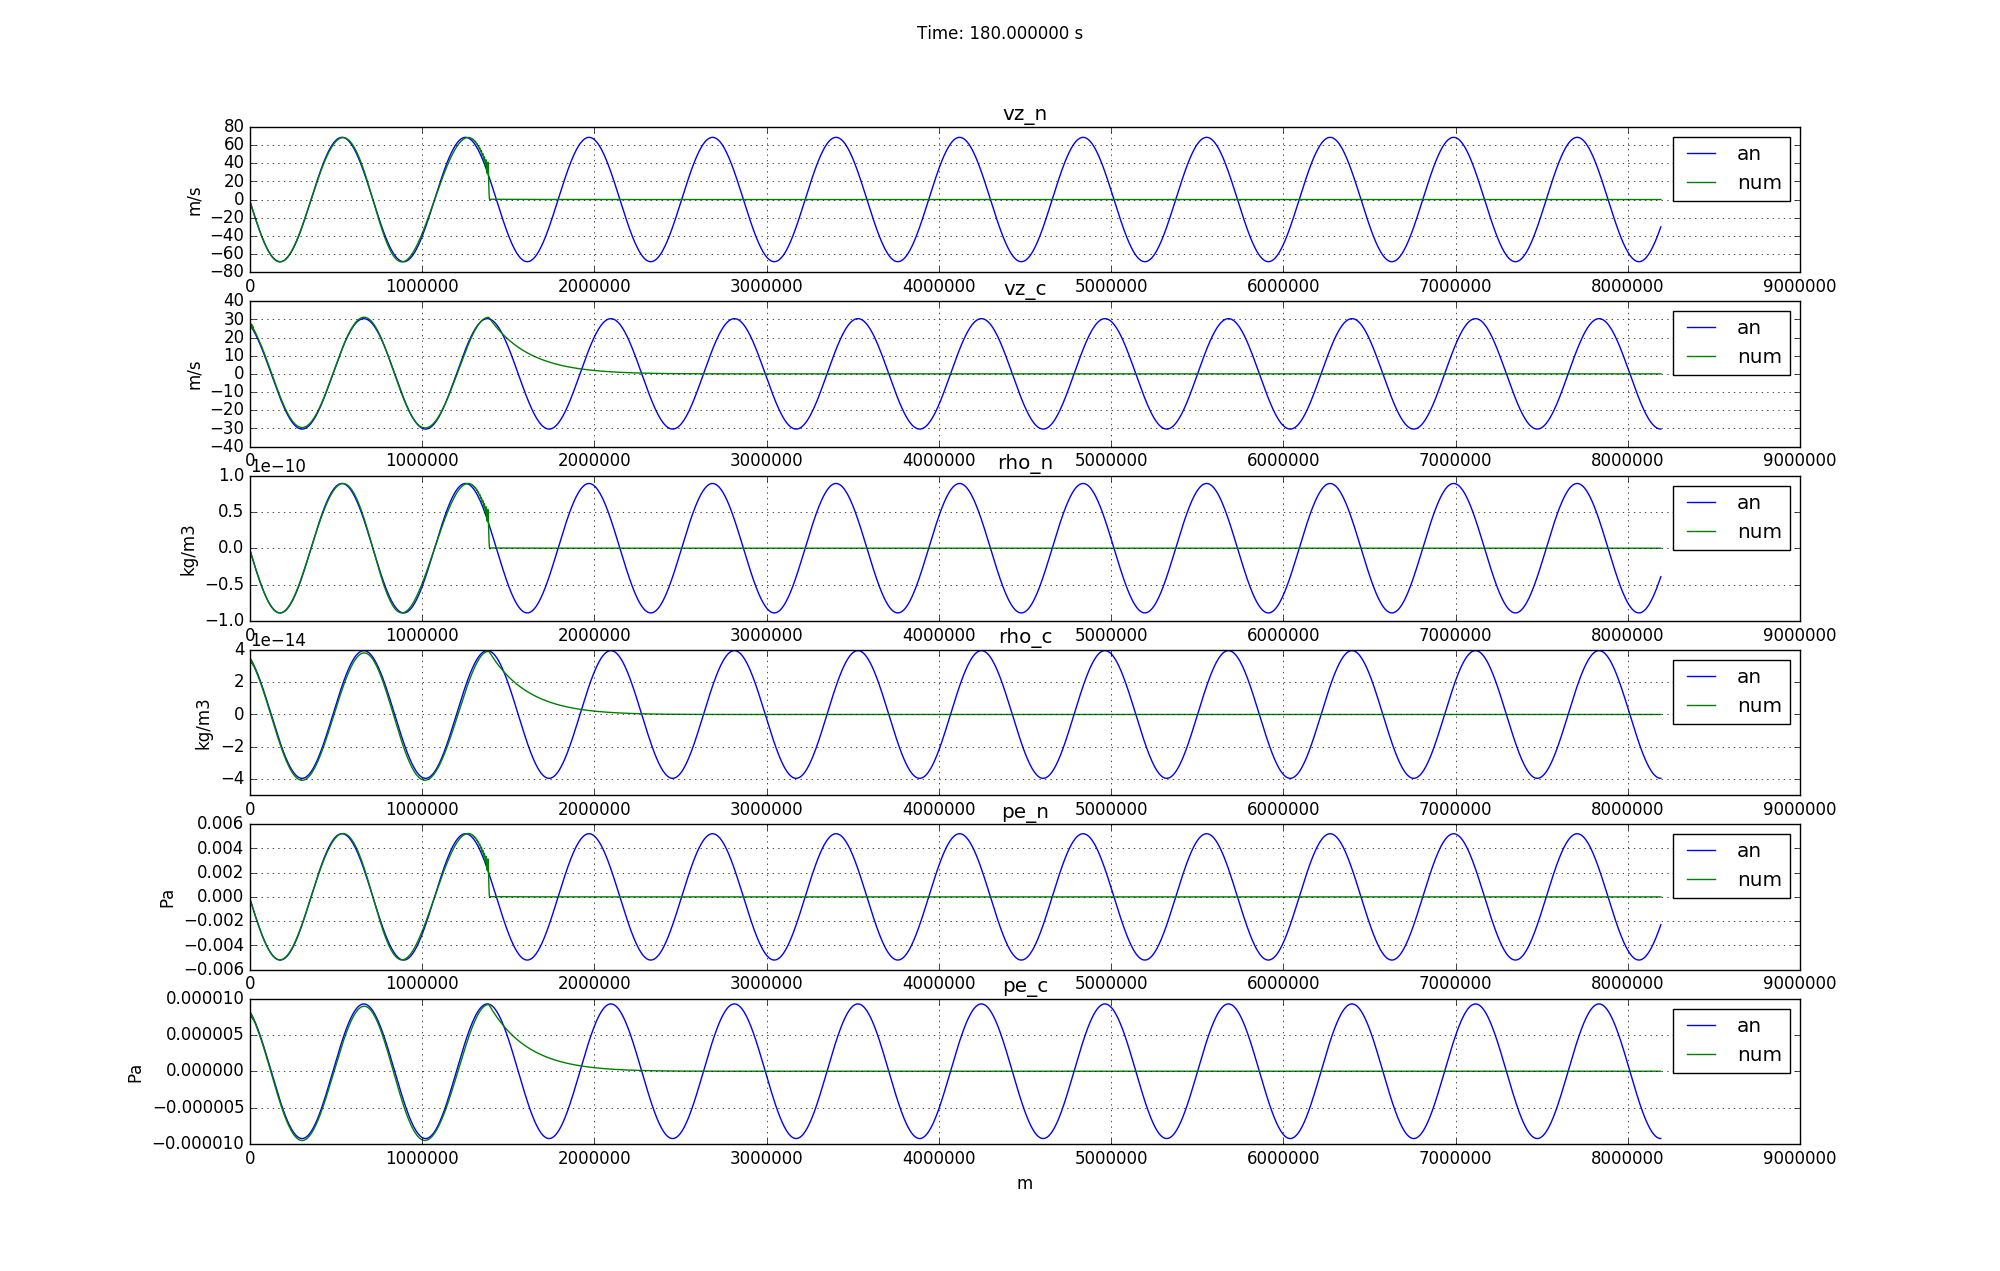 Time: 180.000000 s
vz_n
80
60
40
20
0
−20
−40
−60
−80
m/s
an
num
0 1000000 2000000 3000000 4000000 5000000 6000000 7000000 8000000 9000000
vz_c
40
30
20
10
0
−10
−20
−30
−40
m/s
an
num
0 1000000 2000000 3000000 4000000 5000000 6000000 7000000 8000000 9000000
1e−10
rho_n
1.0
0.5
0.0
−0.5
−1.0
kg/m3
an
num
0 1000000 2000000 3000000 4000000 5000000 6000000 7000000 8000000 9000000
1e−14
rho_c
4
2
0
−2
−4
kg/m3
an
num
0 1000000 2000000 3000000 4000000 5000000 6000000 7000000 8000000 9000000
pe_n
0.006
0.004
0.002
0.000
−0.002
−0.004
−0.006
Pa
an
num
0 1000000 2000000 3000000 4000000 5000000 6000000 7000000 8000000 9000000
pe_c
0.000010
0.000005
0.000000
−0.000005
−0.000010
Pa
an
num
0 1000000 2000000 3000000 4000000 5000000 6000000 7000000 8000000 9000000
m